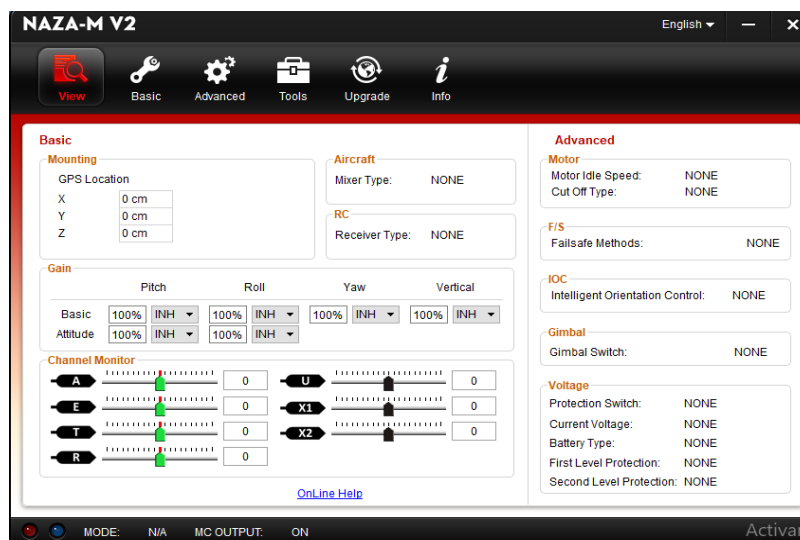 NAZA-M V2
English
View Basic Advanced Tools Upgrade Info
Basic
Mounting
GPS Location
X 0 cm
Y 0 cm
Z 0 cm
Aircraft
Mixer Type: NONE
RC
Receiver Type: NONE
Gain
Pitch Roll Yaw Vertical
Basic 100% INH 100% INH 100% INH 100% INH
Attitude 100% INH 100% INH
Channel Monitor
A 0 U 0
E 0 X1 0
T 0 X2 0
R 0
OnLine Help
Advanced
Motor
Motor Idle Speed: NONE
Cut Off Type: NONE
F/S
Failsafe Methods: NONE
IOC
Intelligent Orientation Control: NONE
Gimbal
Gimbal Switch: NONE
Voltage
Protection Switch: NONE
Current Voltage: NONE
Battery Type: NONE
First Level Protection: NONE
Second Level Protection: NONE
MODE: N/A MC OUTPUT: ON
Activa